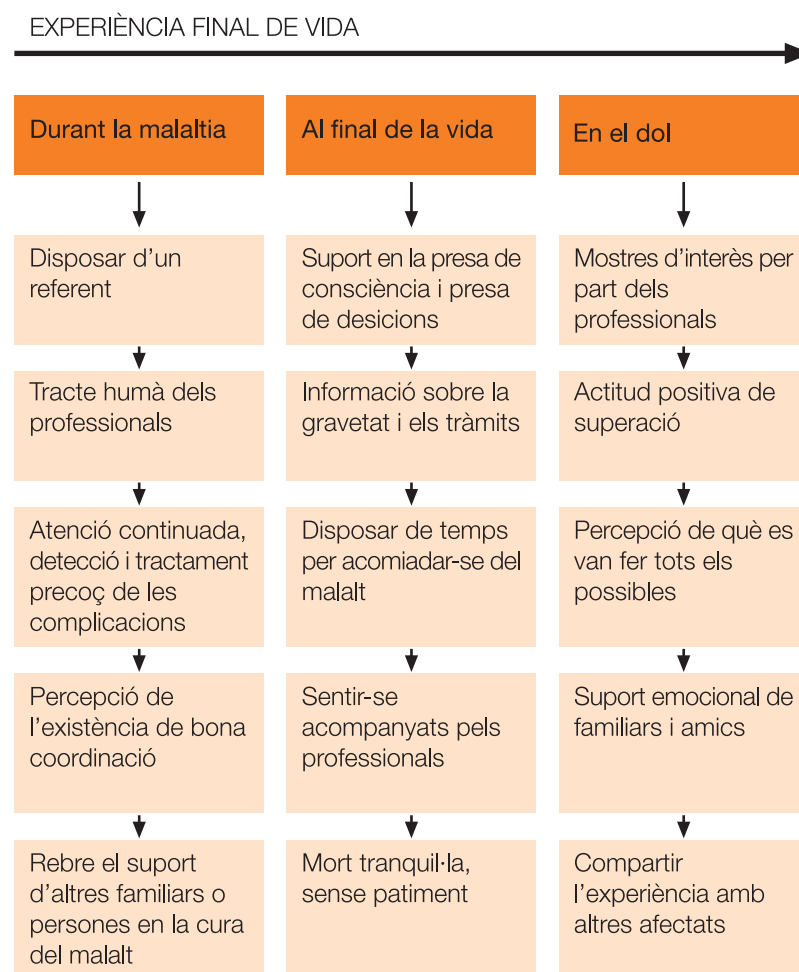 EXPERIÈNCIA FINAL DE VIDA
Durant la malaltia
Disposar d'un
referent
Tracte humà dels
professionals
Atenció continuada,
detecció i tractament
precoç de les
complicacions
Percepció de
l'existència de bona
coordinació
Rebre el suport
d'altres familiars o
persones en la cura
del malalt
Al final de la vida
Suport en la presa de
consciència i presa
de desicions
Informació sobre la
gravetat i els tràmits
Disposar de temps
per acomiadar-se del
malalt
Sentir-se
acompanyats pels
professionals
Mort tranquil·la,
sense patiment
En el dol
Mostres d'interès per
part dels
professionals
Actitud positiva de
superació
Percepció de què es
van fer tots els
possibles
Suport emocional de
familiars i amics
Compartir
l'experiència amb
altres afectats